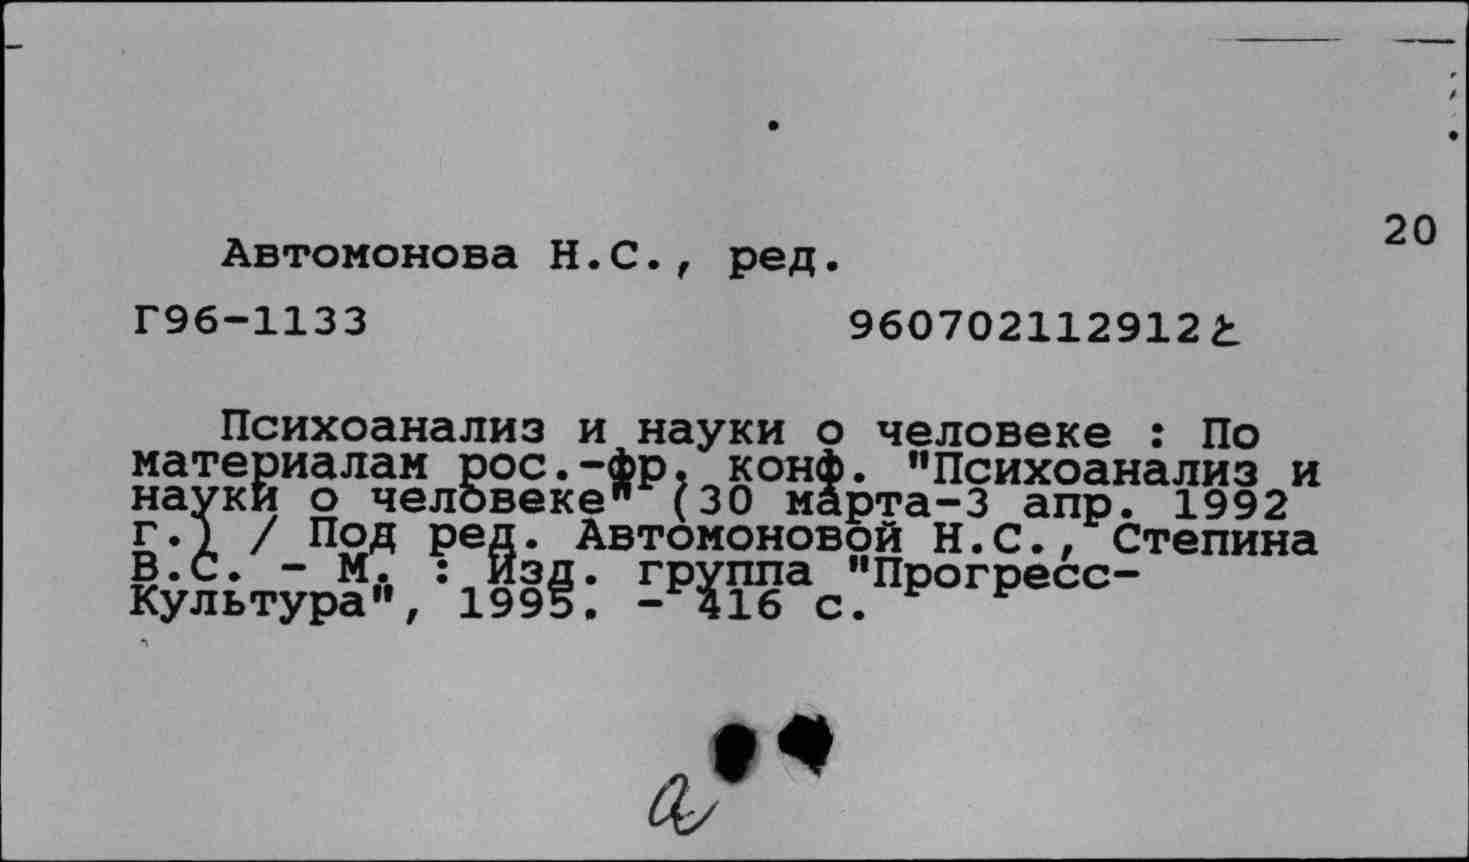 20
Автомонова Н.С., ред.
Г96-1133 960702112912
Психоанализ и науки о человеке : По
материалам рос.-фр. конф. "Психоанализ и
науки о человеке" (30 марта-3 апр. 1992
г.) / Под ред. Автомоновой Н.С., Степина
В.С. - М. : Изд. группа "Прогресс-
Культура", 1995. - 416 с.